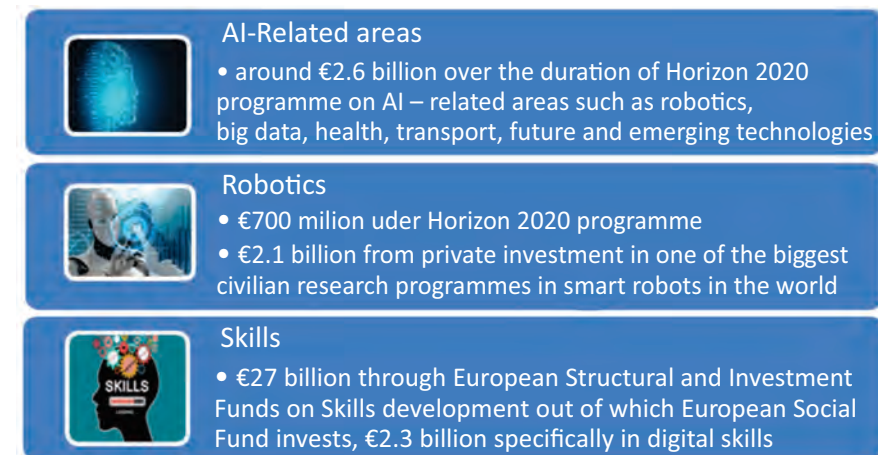 AI-Related areas
• around €2.6 billion over the duration of Horizon 2020
programme on AI – related areas such as robotics,
big data, health, transport, future and emerging technologies
Robotics
• €700 milion uder Horizon 2020 programme
• €2.1 billion from private investment in one of the biggest
civilian research programmes in smart robots in the world
SKILLS
Skills
• €27 billion through European Structural and Investment
Funds on Skills development out of which European Social
Fund invests, €2.3 billion specifically in digital skills